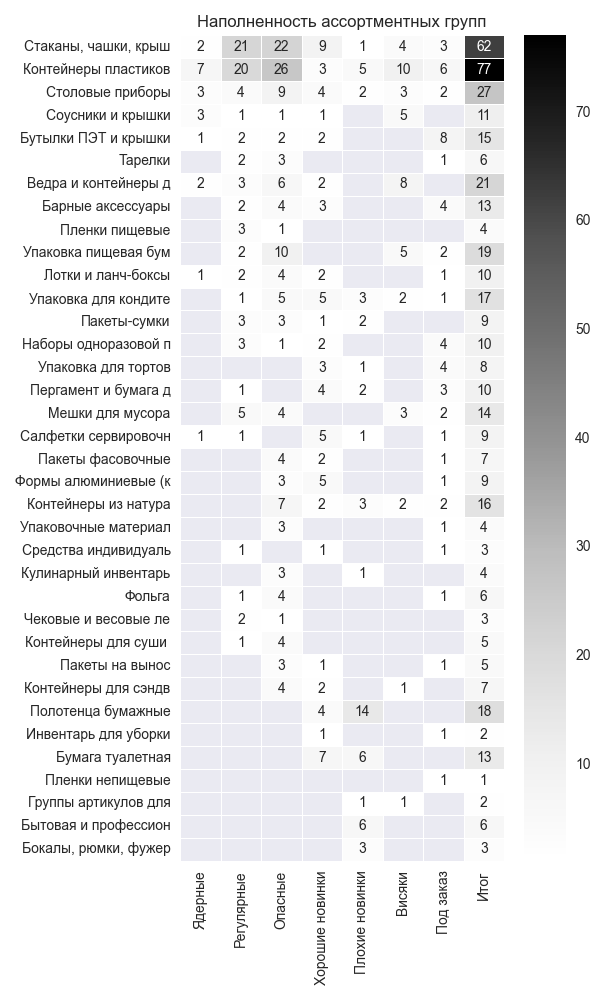 Наполненность ассортментных групп
Стаканы, чашки, крыш 2 21 22 9 1 4 3 62
Контейнеры пластиков 7 20 26 3 5 10 6 77
Столовые приборы 3 4 9 4 2 3 2 27
Соусники и крышки 3 1 1 1 5 11
Бутылки ПЭТ и крышки 1 2 2 2 8 15
Тарелки 2 3 1 6
Ведра и контейнеры д 2 3 6 2 8 21
Барные аксессуары 2 4 3 4 13
Пленки пищевые 3 1 4
Упаковка пищевая бум 2 10 5 2 19
Лотки и ланч-боксы 1 2 4 2 1 10
Упаковка для кондите 1 5 5 3 2 1 17
Пакеты-сумки 3 3 1 2 9
Наборы одноразовой п 3 1 2 4 10
Упаковка для тортов 3 1 4 8
Пергамент и бумага д 1 4 2 3 10
Мешки для мусора 5 4 3 2 14
Салфетки сервировочн 1 1 5 1 1 9
Пакеты фасовочные 4 2 1 7
Формы алюминиевые (к 3 5 1 9
Контейнеры из натура 7 2 3 2 2 16
Упаковочные материал 3 1 4
Средства индивидуаль 1 1 1 3
Кулинарный инвентарь 3 1 4
Фольга 1 4 1 6
Чековые и весовые ле 2 1 3
Контейнеры для суши 1 4 5
Пакеты на вынос 3 1 1 5
Контейнеры для сэндв 4 2 1 7
Полотенца бумажные 4 14 18
Инвентарь для уборки 1 1 2
Бумага туалетная 7 6 13
Пленки непищевые 1 1
Группы артикулов для 1 1 2
Бытовая и профессион 6 6
Бокалы, рюмки, фужер 3 3
Ядерные
Регулярные
Опасные
Хорошие новинки
Плохие новинки
Висяки
Под заказ
Итог
70
60
50
40
30
20
10